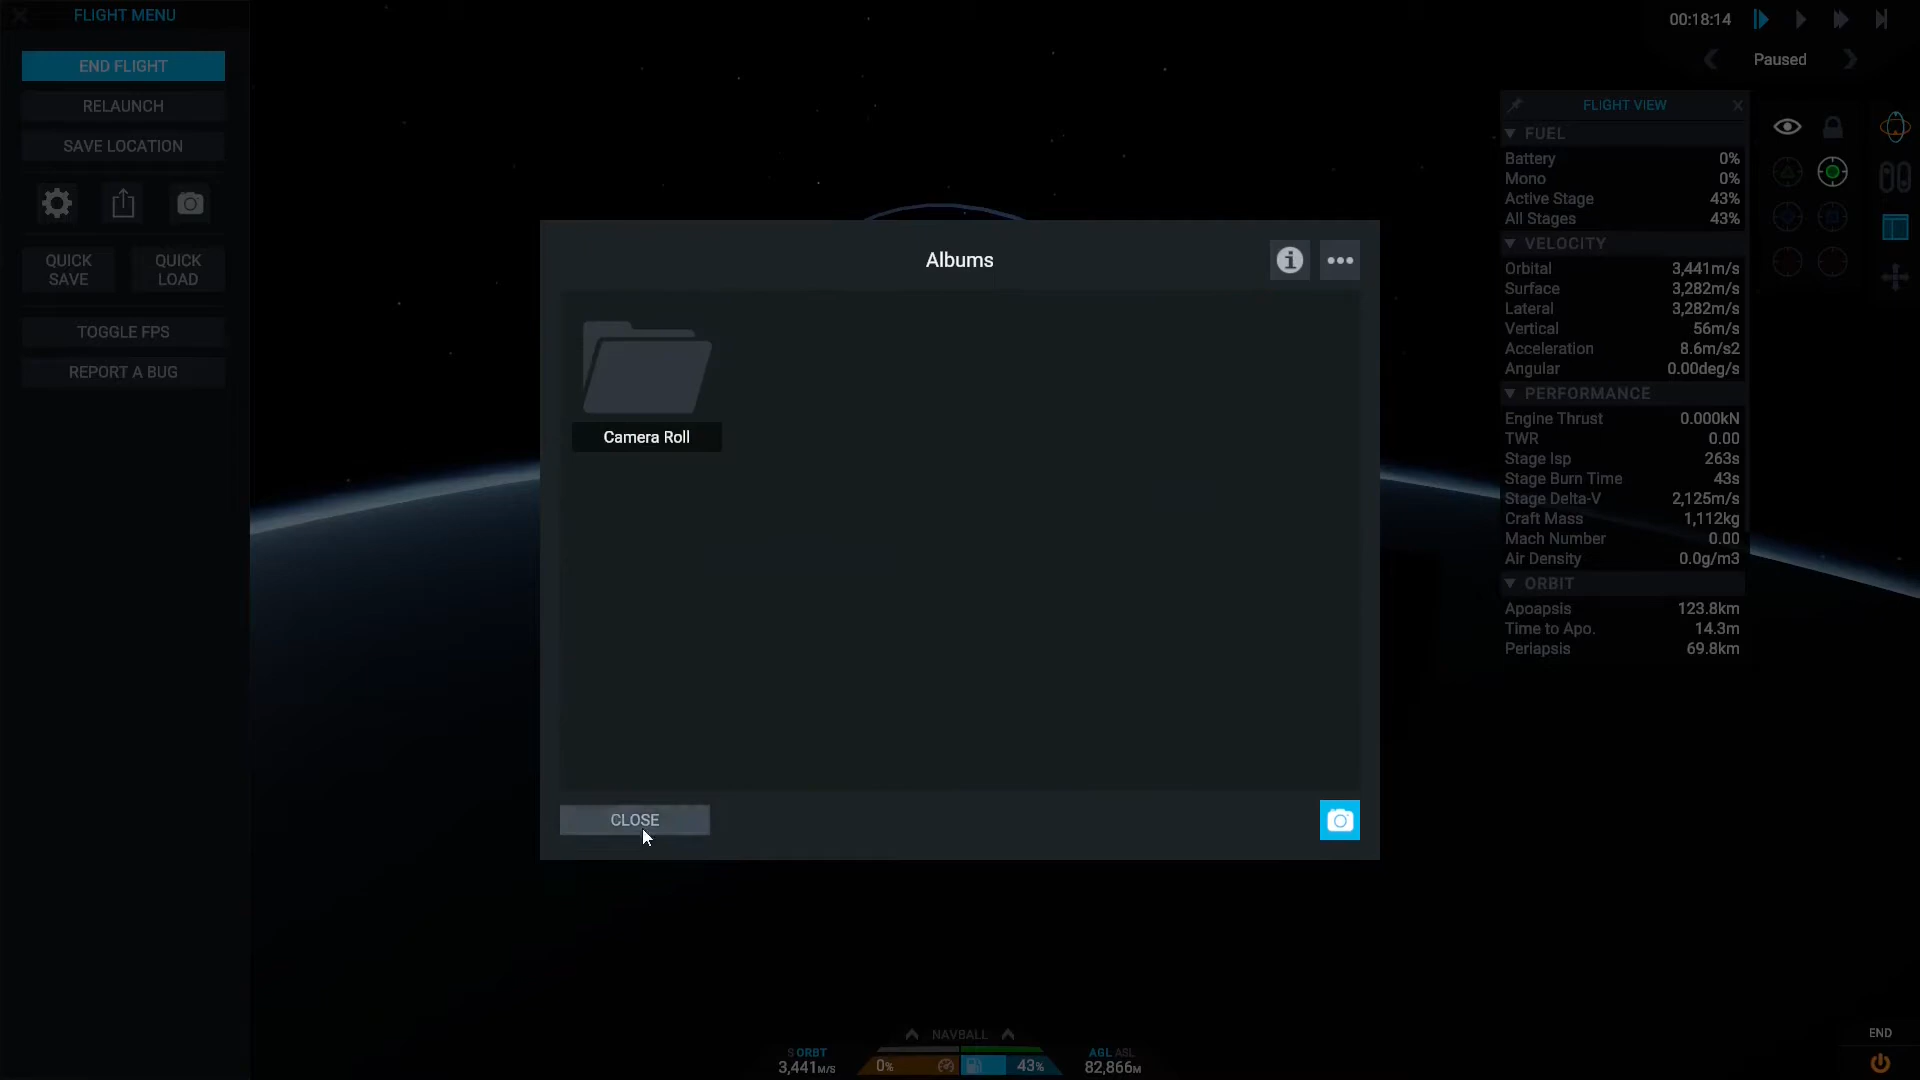 FLIGHT MENU
END FLIGHT
RELAUNCH
SAVE LOCATION
QUICK SAVE
QUICK LOAD
TOGGLE FPS
REPORT A BUG
Albums
Camera Roll
CLOSE
00:18:14
Paused
FLIGHT VIEW
FUEL
Battery 0%
Mono 0%
Active Stage 43%
All Stages 43%
VELOCITY
Orbital 3,441m/s
Surface 3,282m/s
Lateral 3,282m/s
Vertical 56m/s
Acceleration 8.6m/s2
Angular 0.00deg/s
PERFORMANCE
Engine Thrust 0.000kN
TWR 0.00
Stage Isp 263s
Stage Burn Time 43s
Stage Delta-V 2,125m/s
Craft Mass 1,112kg
Mach Number 0.00
Air Density 0.0g/m3
ORBIT
Apoapsis 123.8km
Time to Apo. 14.3m
Periapsis 69.8km
NAVBALL
S ORBT
3,441M/S
0%
43%
AGL ASL
82,866M
END